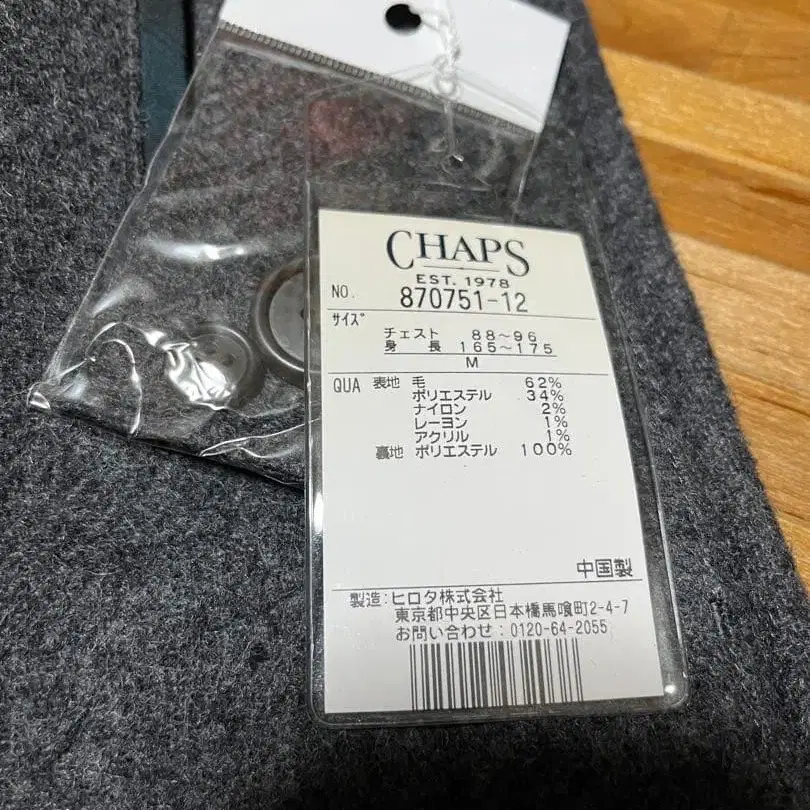 CHAPS
EST. 1978
NO. 870751-12
サイズ
チェスト 88～96
身長 165～175
M
QUA 表地 毛 62%
ポリエステル 34%
ナイロン 2%
レーヨン 1%
アクリル 1%
裏地 ポリエステル 100%
中国製
製造:ヒロタ株式会社
東京都中央区日本橋馬喰町2-4-7
お問い合わせ:0120-64-2055